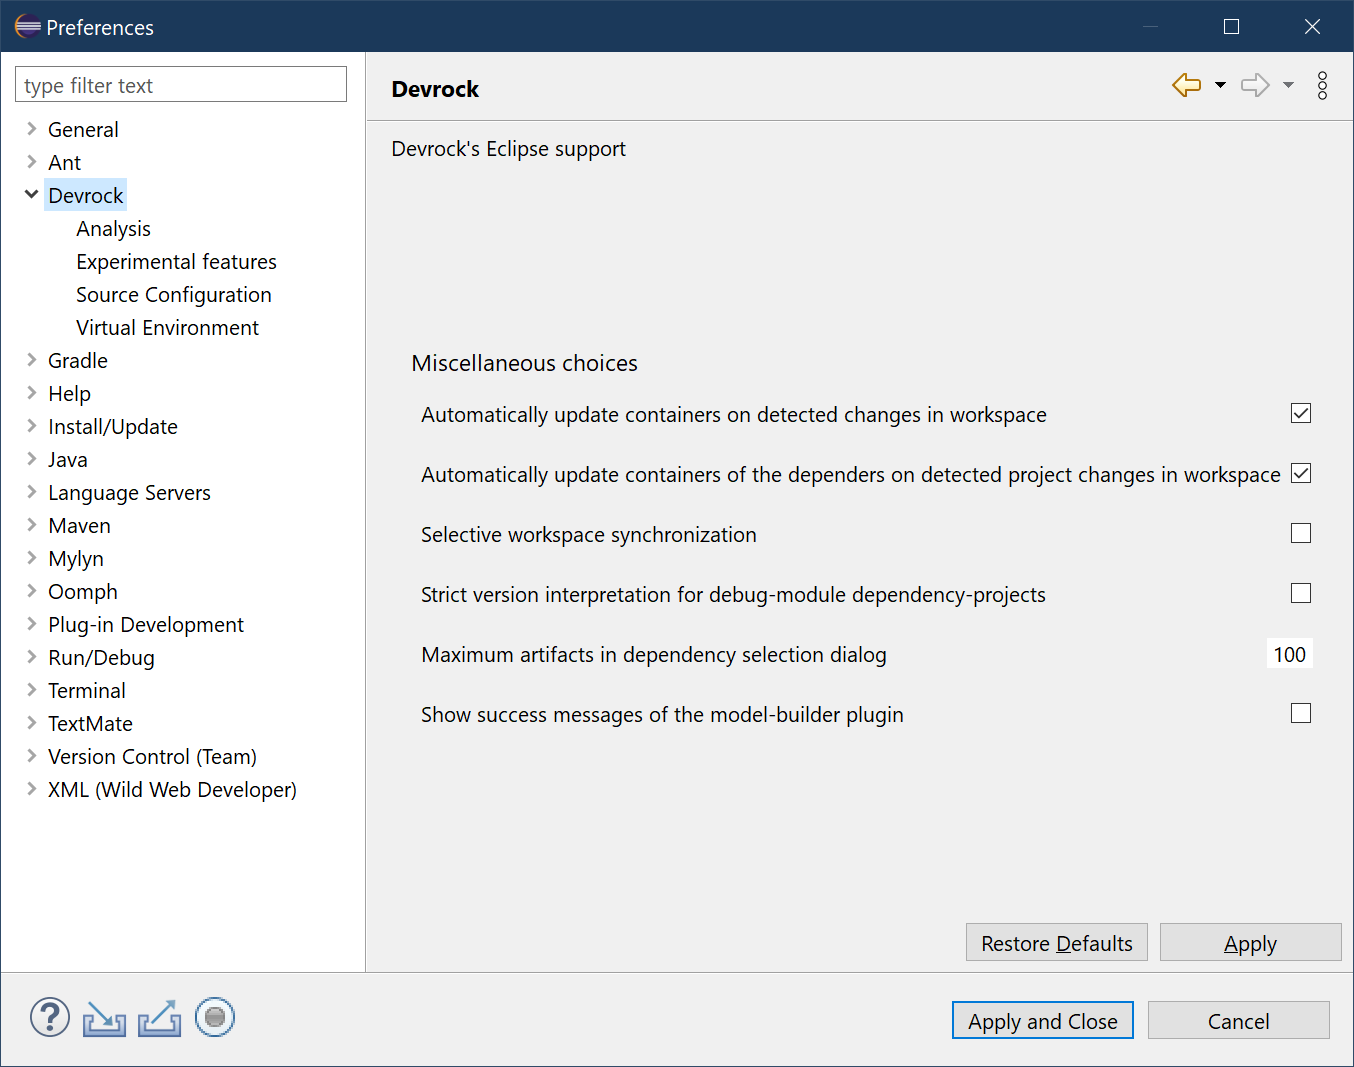 Preferences
type filter text
General
Ant
Devrock
Analysis
Experimental features
Source Configuration
Virtual Environment
Gradle
Help
Install/Update
Java
Language Servers
Maven
Mylyn
Oomph
Plug-in Development
Run/Debug
Terminal
TextMate
Version Control (Team)
XML (Wild Web Developer)
Devrock
Devrock's Eclipse support
Miscellaneous choices
Automatically update containers on detected changes in workspace
Automatically update containers of the dependers on detected project changes in workspace
Selective workspace synchronization
Strict version interpretation for debug-module dependency-projects
Maximum artifacts in dependency selection dialog 100
Show success messages of the model-builder plugin
Restore Defaults Apply
? Apply and Close Cancel